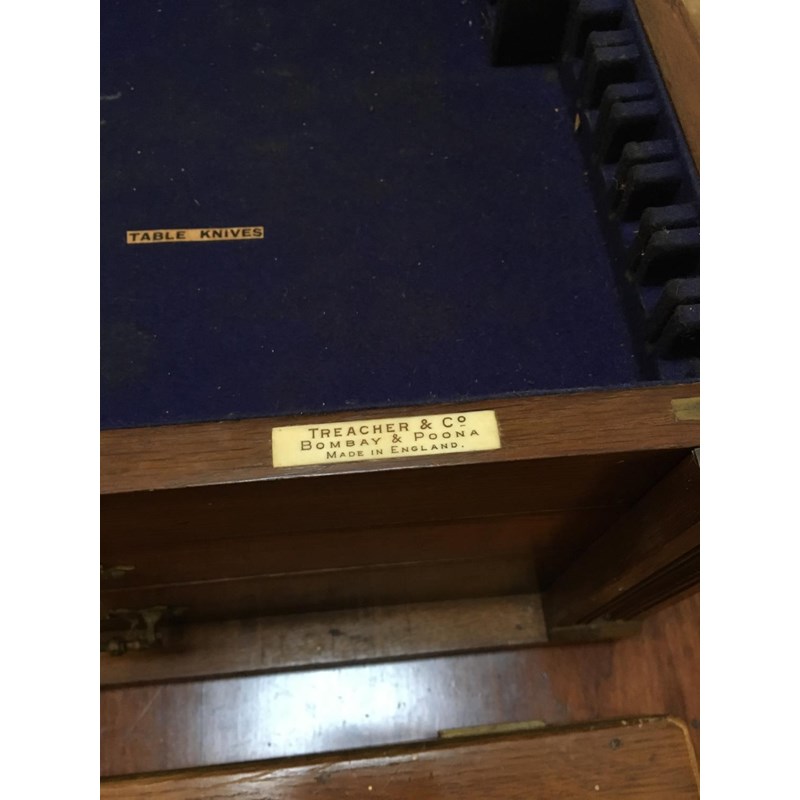 TABLE KNIVES
TREACHER & Cº
BOMBAY & POONA
MADE IN ENGLAND.